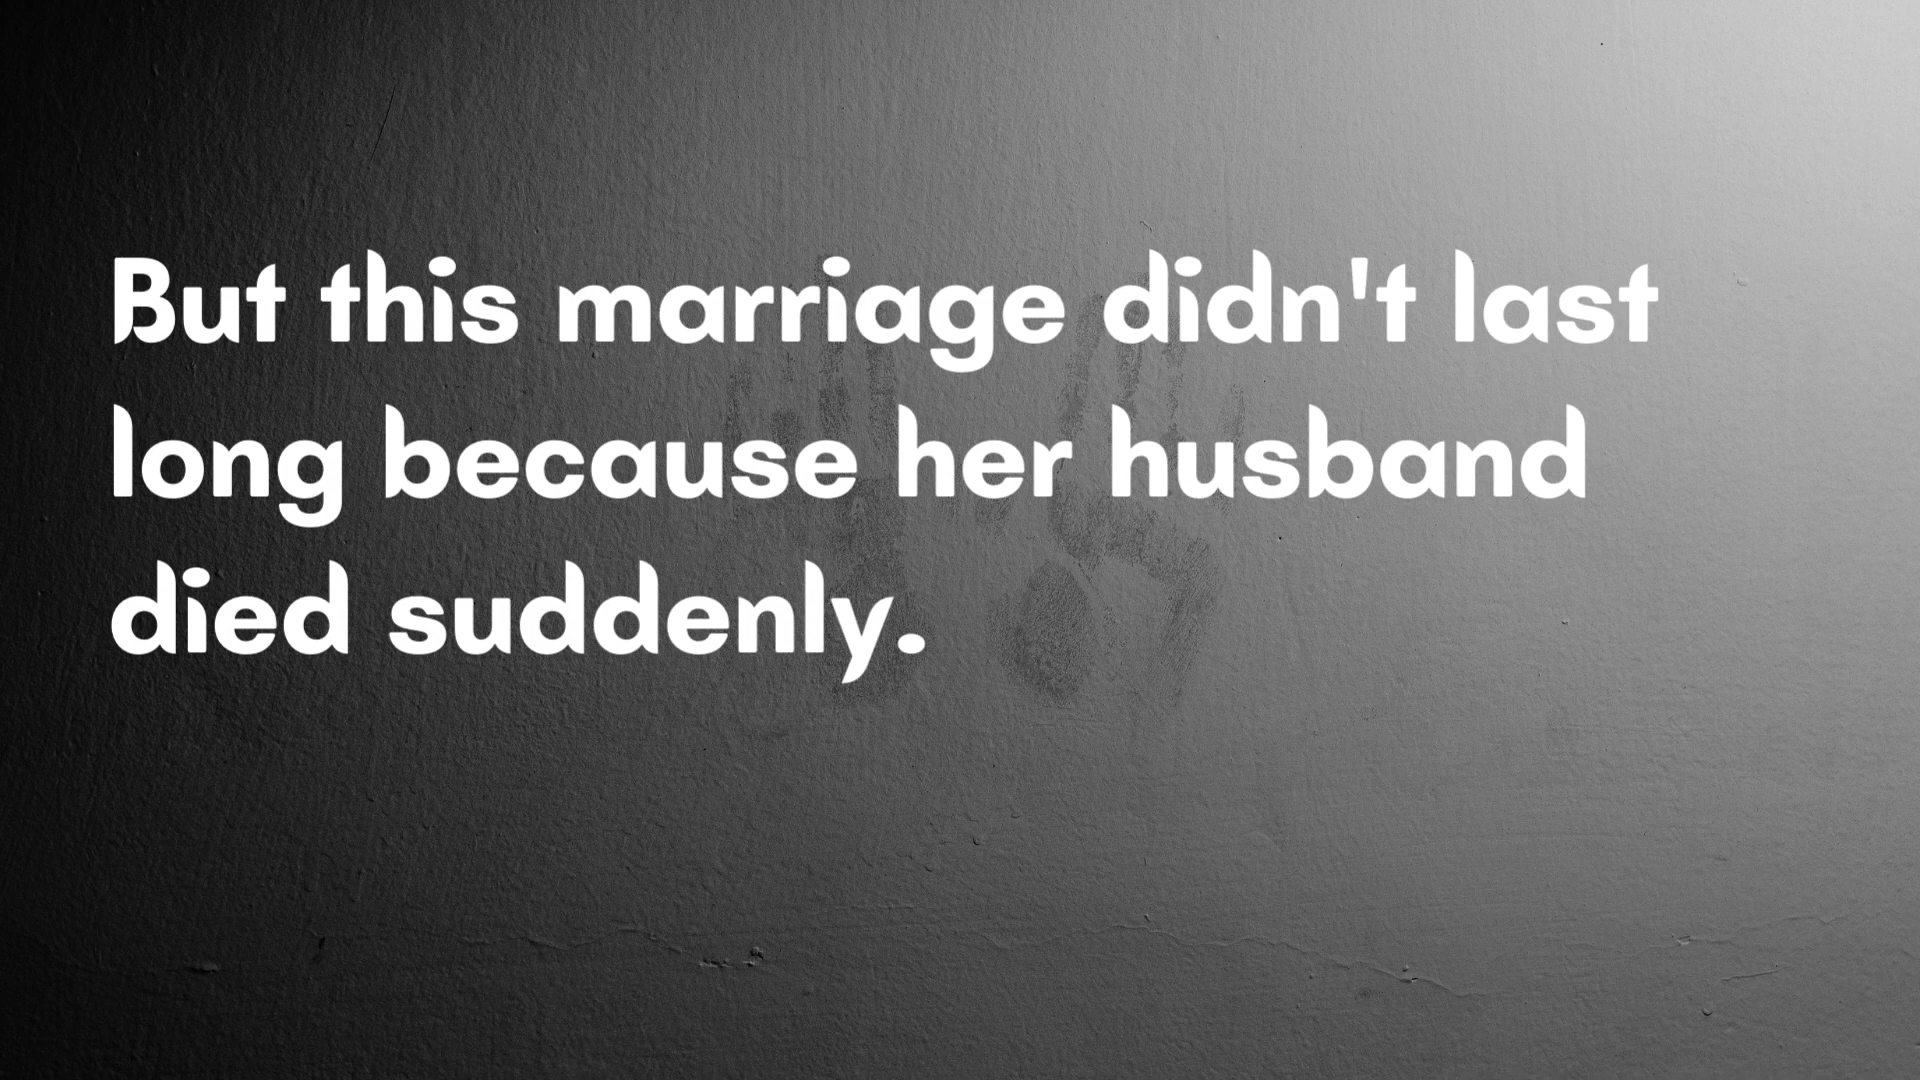 But this marriage didn't last
long because her husband
died suddenly.